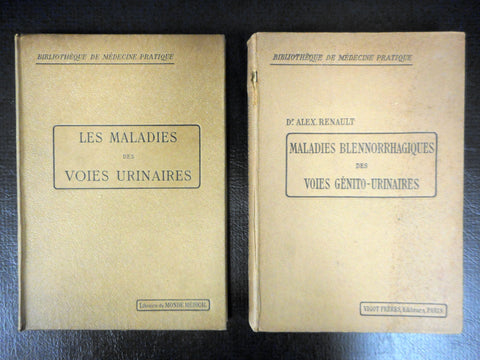 BIBLIOTHÈQUE DE MÉDECINE PRATIQUE
LES MALADIES
DES
VOIES URINAIRES
Librairie du MONDE MÉDICAL
BIBLIOTHÈQUE DE MÉDECINE PRATIQUE
Dr ALEX. RENAULT
MALADIES BLENNORRHAGIQUES
DES
VOIES GÉNITO-URINAIRES
VIGOT FRÈRES, Editeurs, PARIS